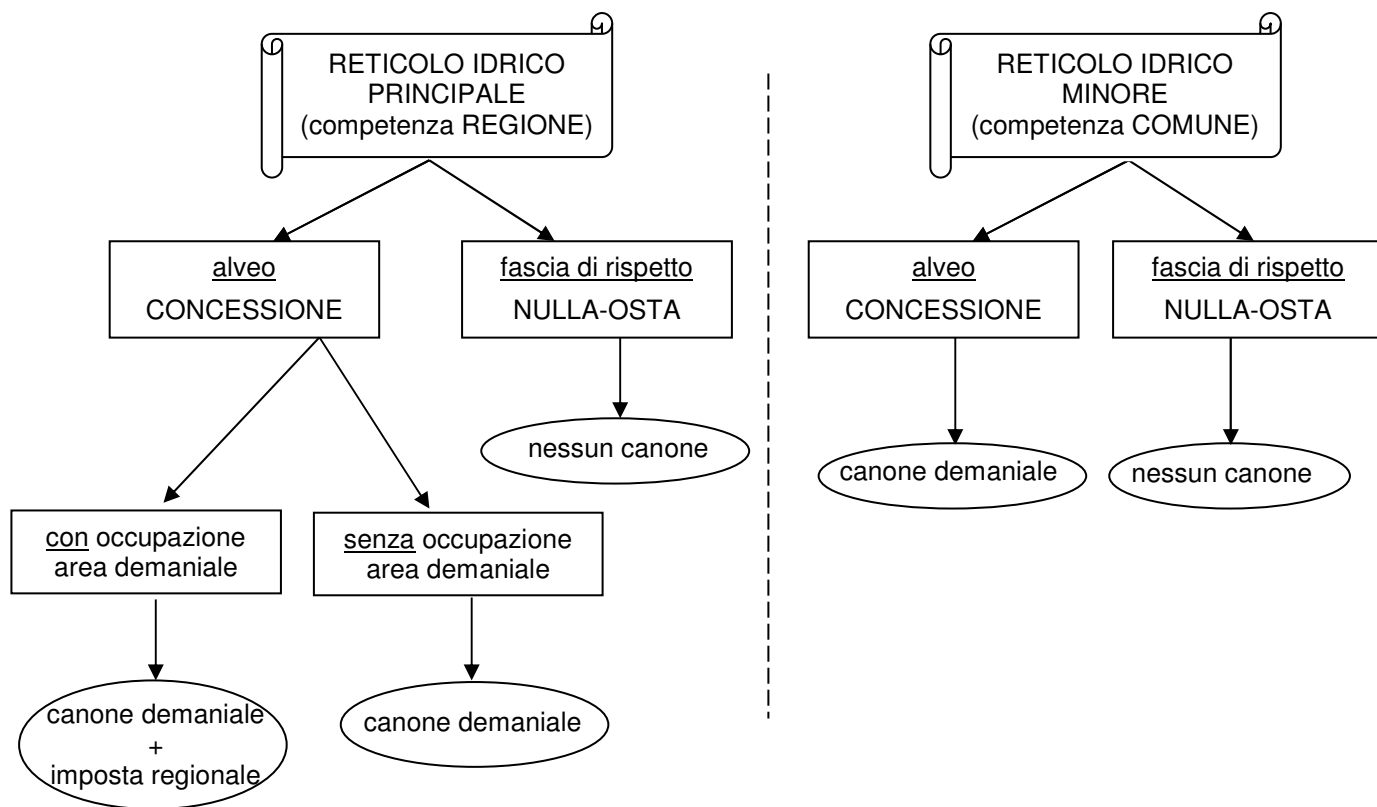 RETICOLO IDRICO
PRINCIPALE
(competenza REGIONE)
alveo
CONCESSIONE
fascia di rispetto
NULLA-OSTA
nessun canone
con occupazione
area demaniale
senza occupazione
area demaniale
canone demaniale
+
imposta regionale
canone demaniale
RETICOLO IDRICO
MINORE
(competenza COMUNE)
alveo
CONCESSIONE
fascia di rispetto
NULLA-OSTA
canone demaniale
nessun canone